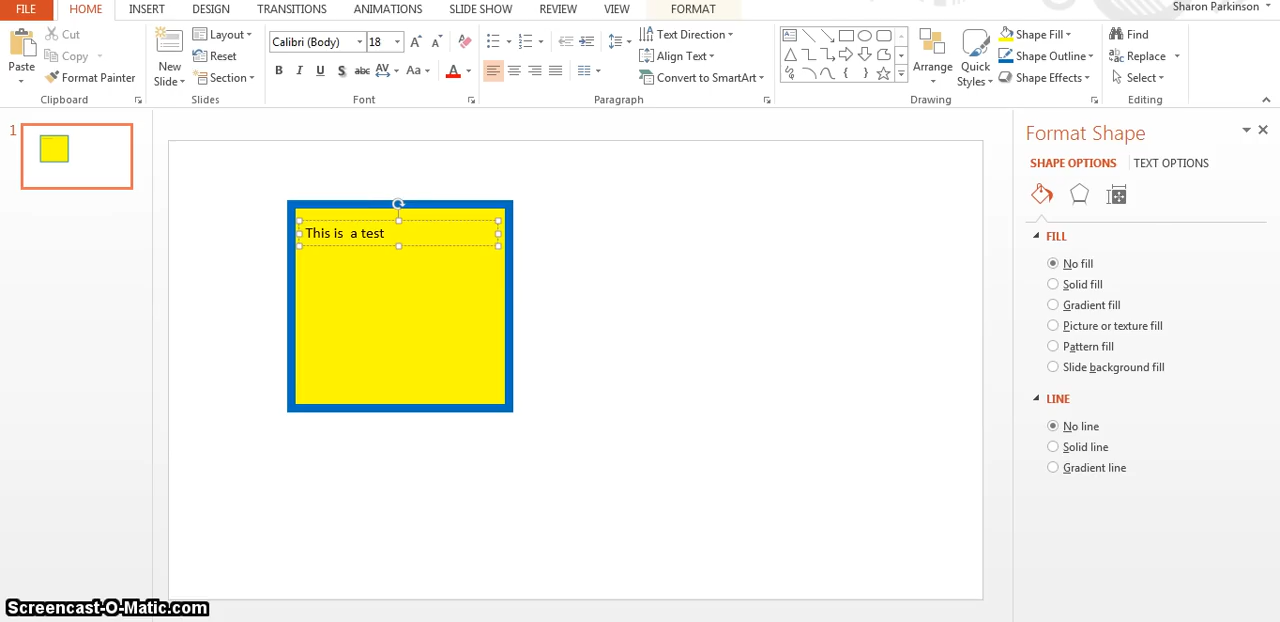 Sharon Parkinson
FILE HOME INSERT DESIGN TRANSITIONS ANIMATIONS SLIDE SHOW REVIEW VIEW FORMAT
Paste
Cut
Copy
Format Painter
Clipboard
New
Slide
Layout
Reset
Section
Slides
Calibri (Body) 18
B I U S abc AV Aa A
Font
Text Direction
Align Text
Convert to SmartArt
Paragraph
Arrange
Quick
Styles
Shape Fill
Shape Outline
Shape Effects
Drawing
Find
Replace
Select
Editing
1
This is  a test
Format Shape
SHAPE OPTIONS TEXT OPTIONS
FILL
No fill
Solid fill
Gradient fill
Picture or texture fill
Pattern fill
Slide background fill
LINE
No line
Solid line
Gradient line
Screencast-O-Matic.com